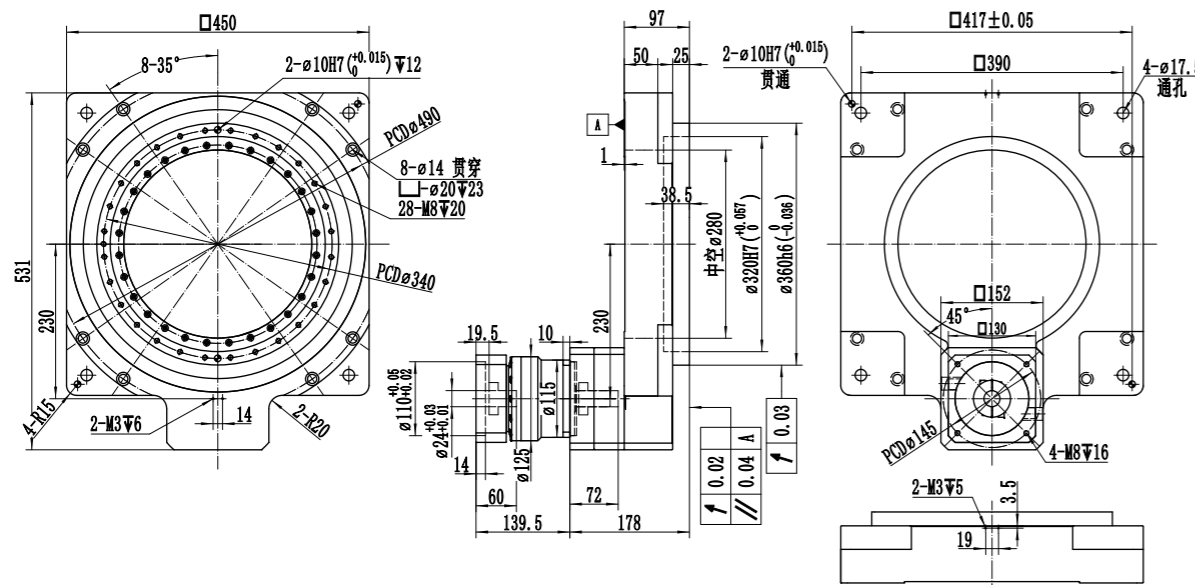 □450
8-35°
2-ø10H7(+0.015 0)↧12
PCDø490
8-ø14 贯穿
⌴-ø20↧23
28-M8↧20
PCDø340
531
230
4-R15
2-M3↧6
14
2-R20
97
50
25
A
1
38.5
中空ø280
ø320H7(+0.057 0)
ø360h6(0 -0.036)
230
19.5
10
ø110+0.05+0.02
ø24+0.03+0.01
ø115
ø125
14
60
72
139.5
178
0.02
0.04 A
0.03
□417±0.05
2-ø10H7(+0.015 0)
贯通
□390
4-ø17.5
通孔
□152
45°
□130
PCDø145
4-M8↧16
2-M3↧5
3.5
19